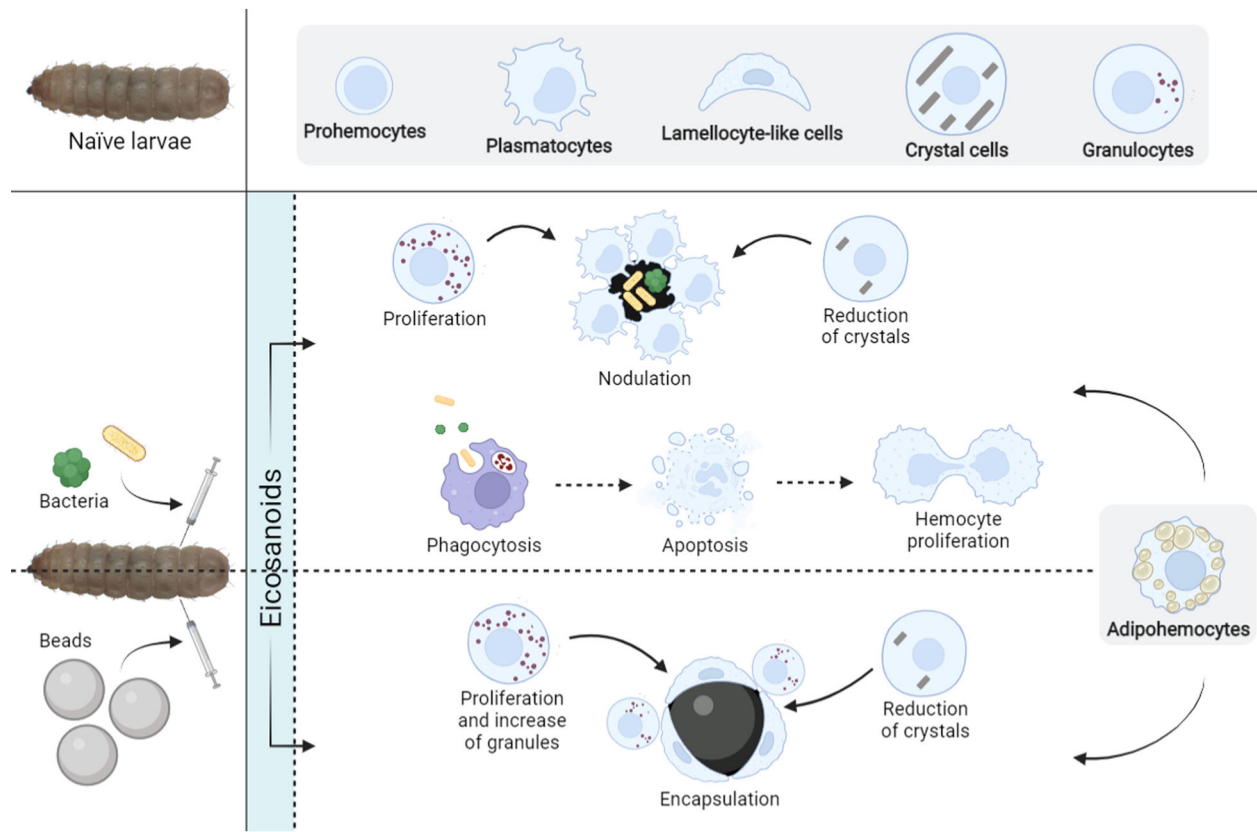 Naïve larvae
Prohemocytes
Plasmatocytes
Lamellocyte-like cells
Crystal cells
Granulocytes
Eicosanoids
Proliferation
Nodulation
Reduction
of crystals
Bacteria
Phagocytosis
Apoptosis
Hemocyte
proliferation
Adipohemocytes
Beads
Proliferation
and increase
of granules
Encapsulation
Reduction
of crystals